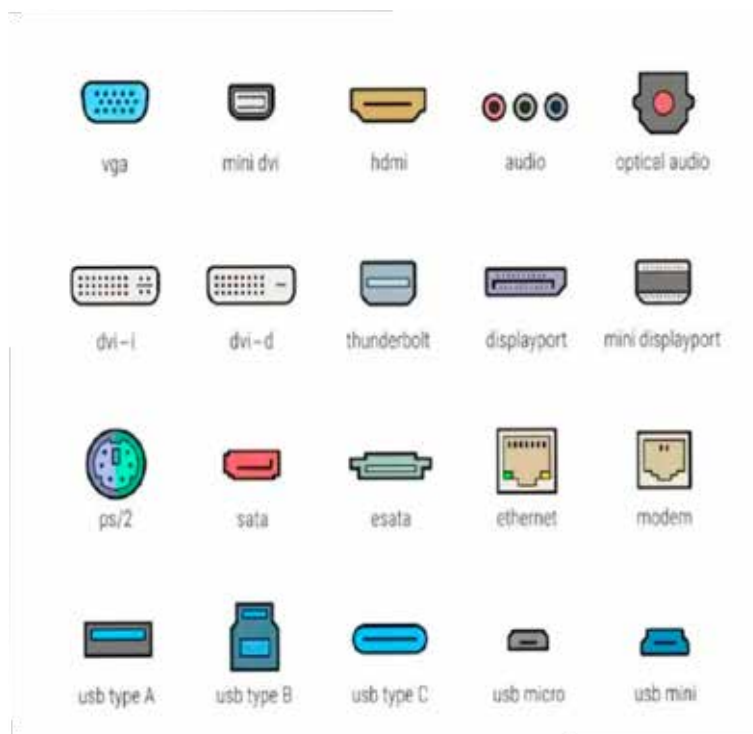 vga
mini dvi
hdmi
audio
optical audio
dvi-i
dvi-d
thunderbolt
displayport
mini displayport
ps/2
sata
esata
ethernet
modem
usb type A
usb type B
usb type C
usb micro
usb mini